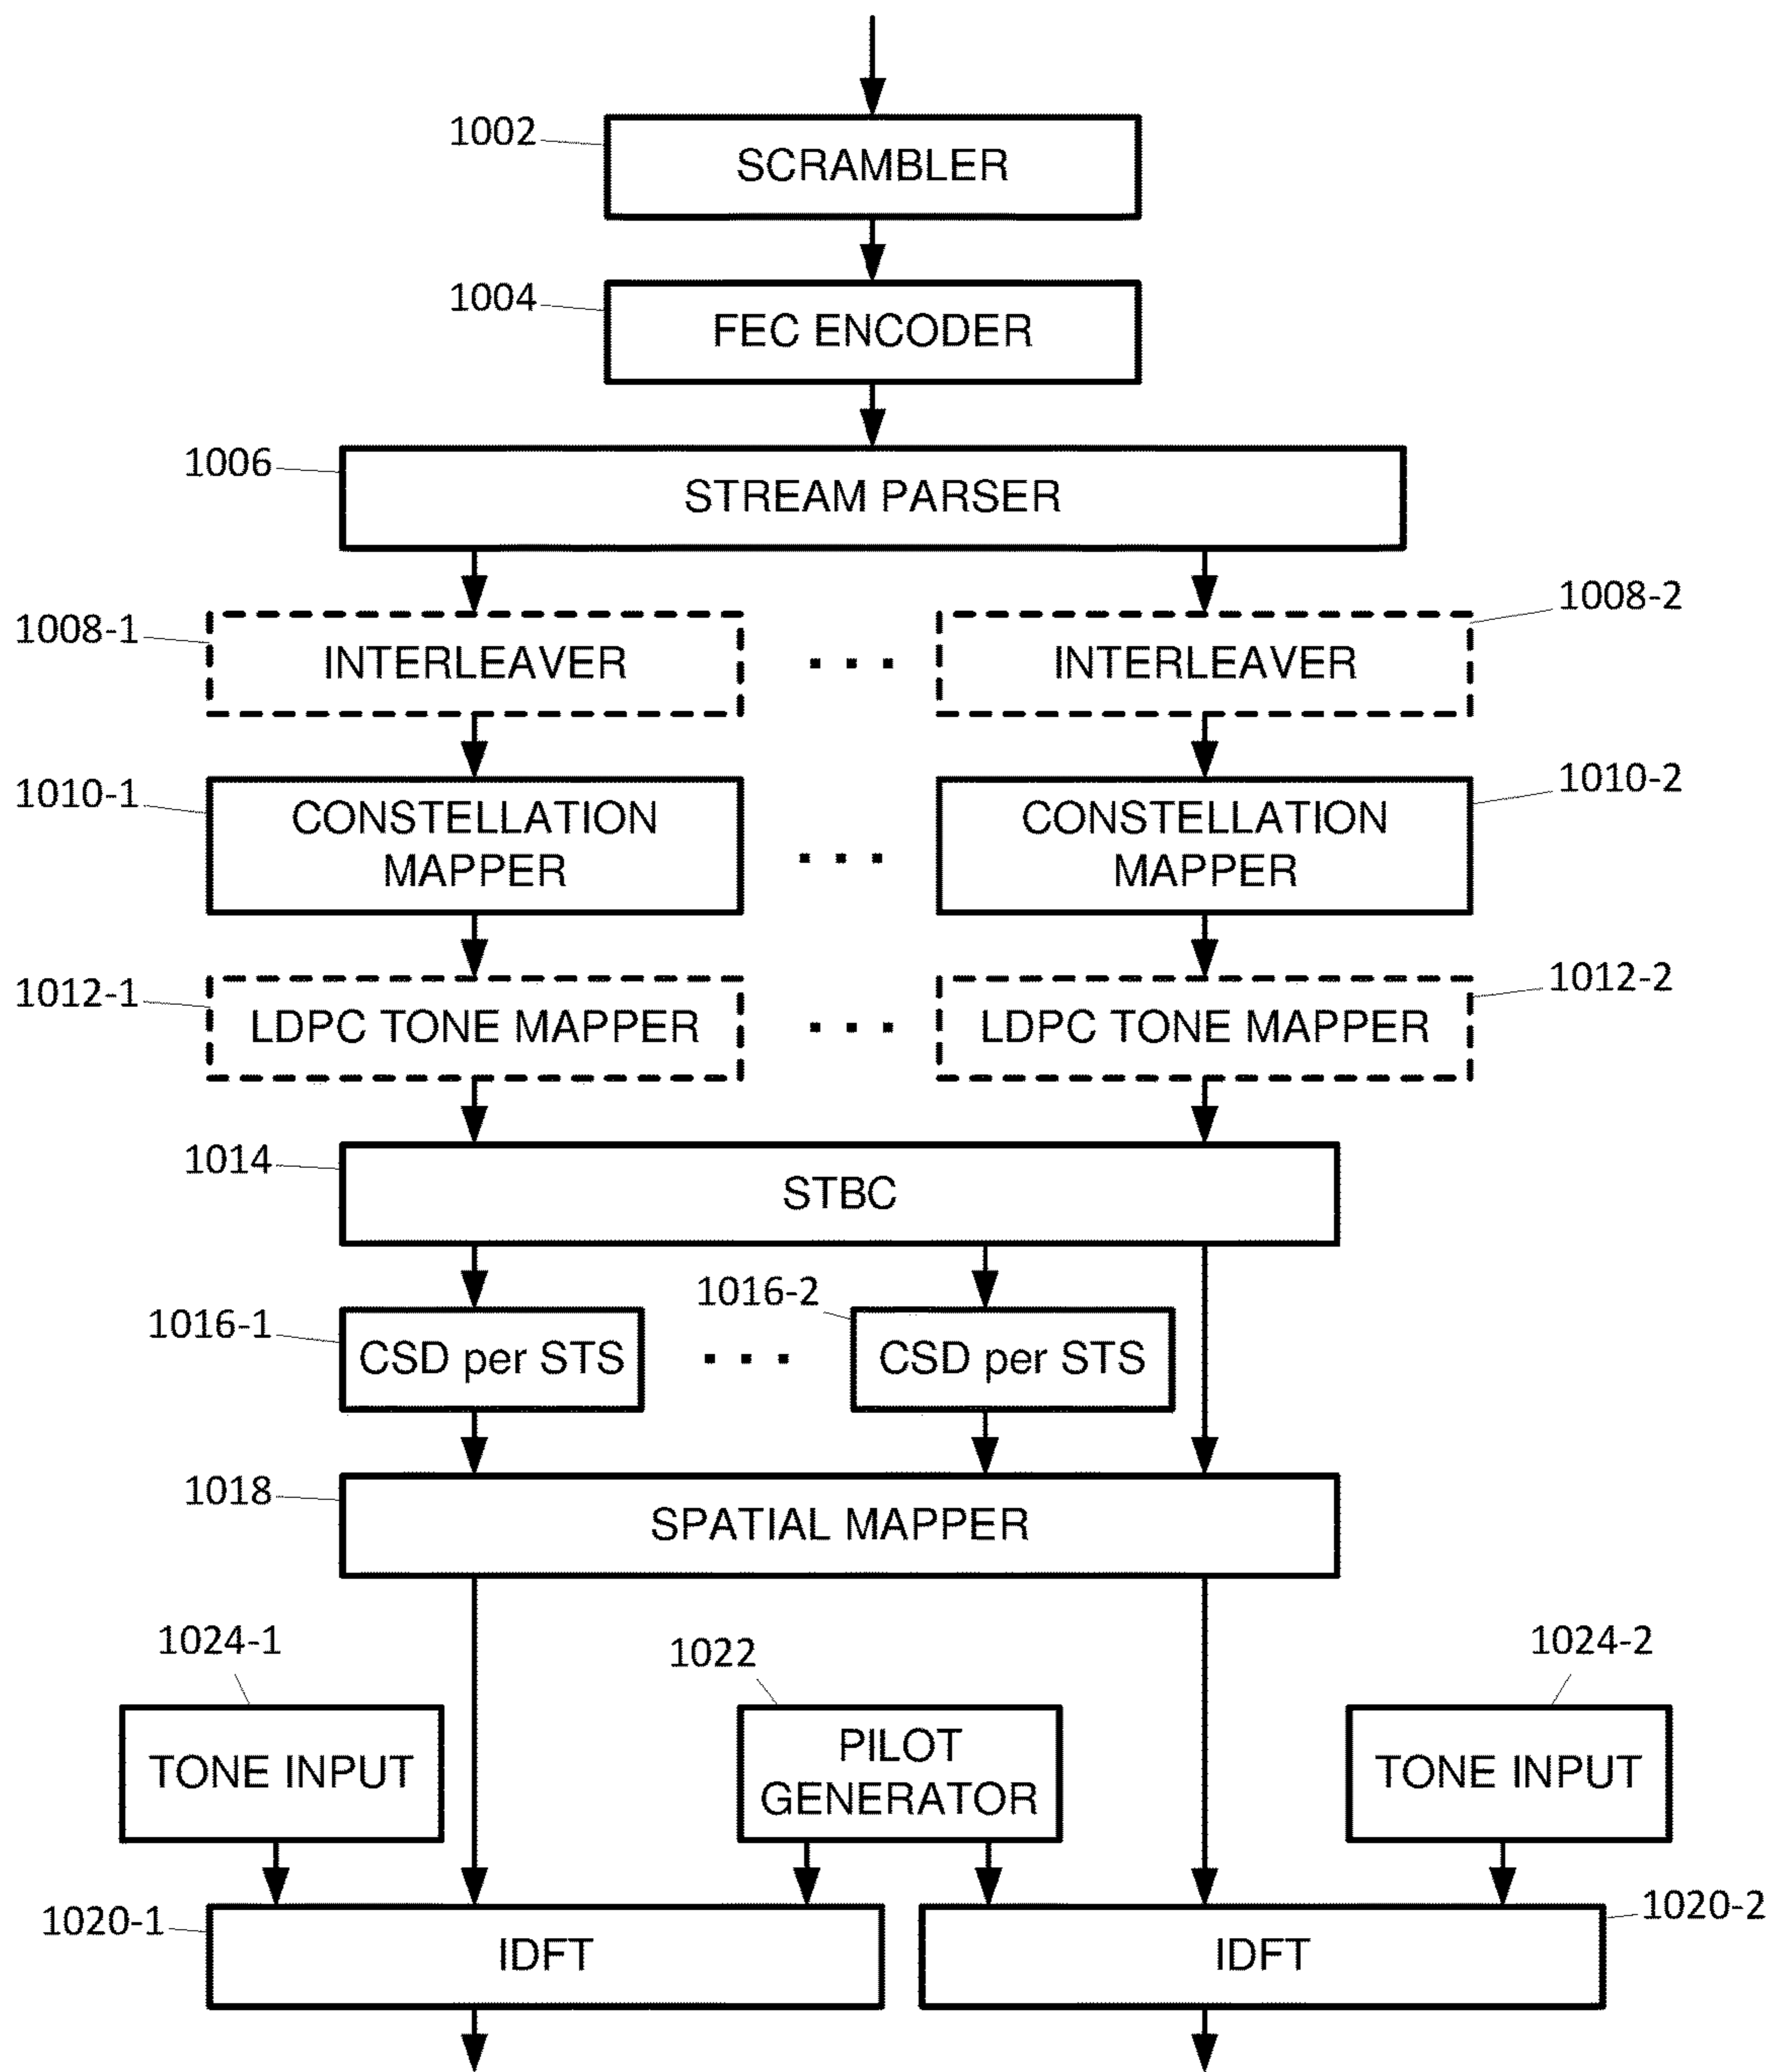 1002
SCRAMBLER
1004
FEC ENCODER
1006
STREAM PARSER
1008-1
INTERLEAVER
INTERLEAVER
1008-2
1010-1
CONSTELLATION
MAPPER
CONSTELLATION
MAPPER
1010-2
1012-1
LDPC TONE MAPPER
LDPC TONE MAPPER
1012-2
1014
STBC
1016-1
CSD per STS
1016-2
CSD per STS
1018
SPATIAL MAPPER
1024-1
TONE INPUT
1022
PILOT
GENERATOR
1024-2
TONE INPUT
1020-1
IDFT
IDFT
1020-2